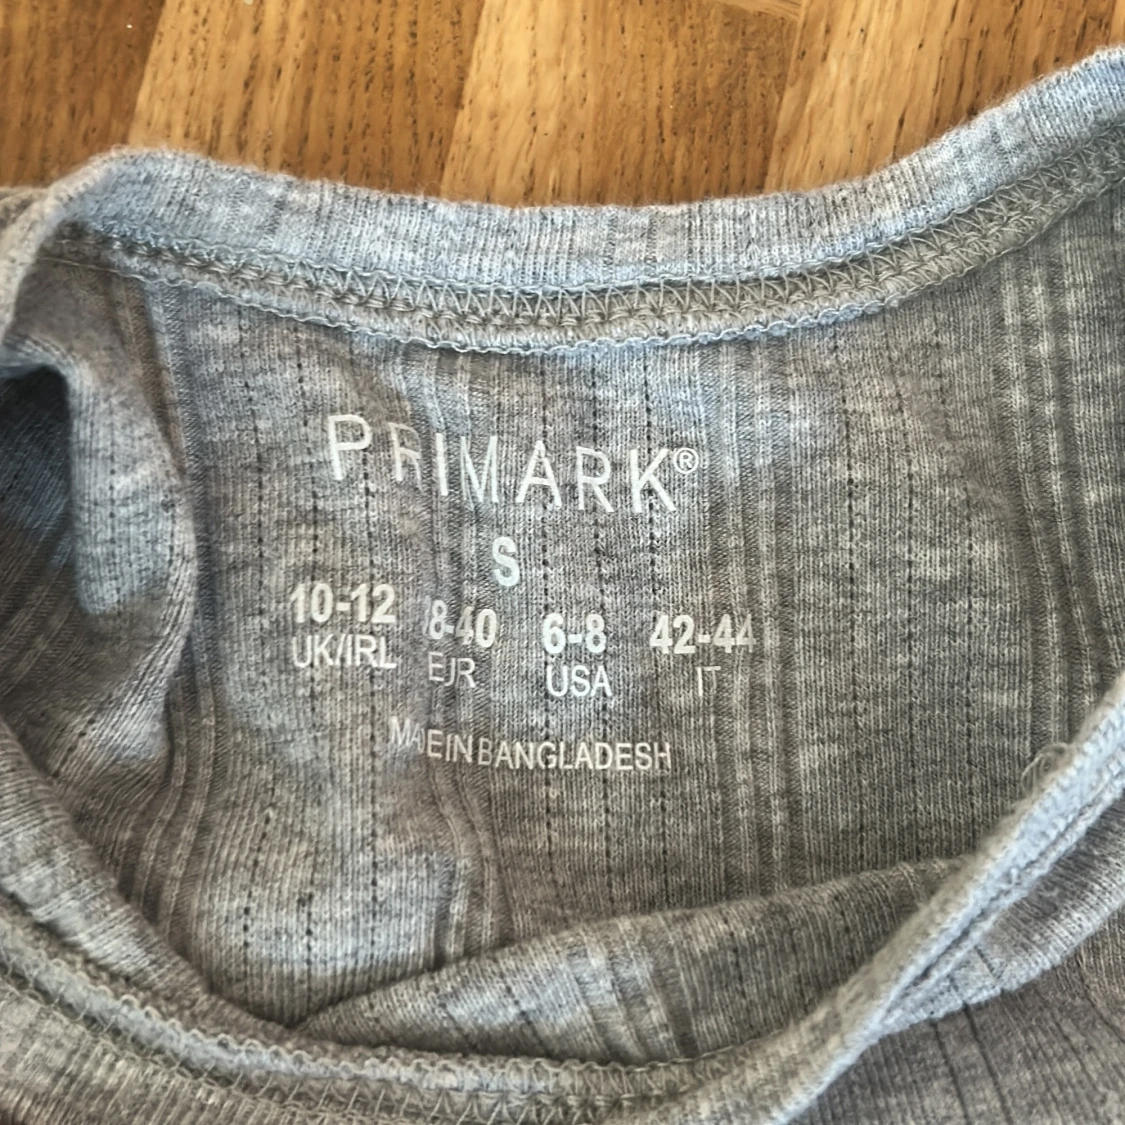 PRIMARK®
S
10-12 8-40 6-8 42-44
UK/IRL EUR USA IT
MADE IN BANGLADESH